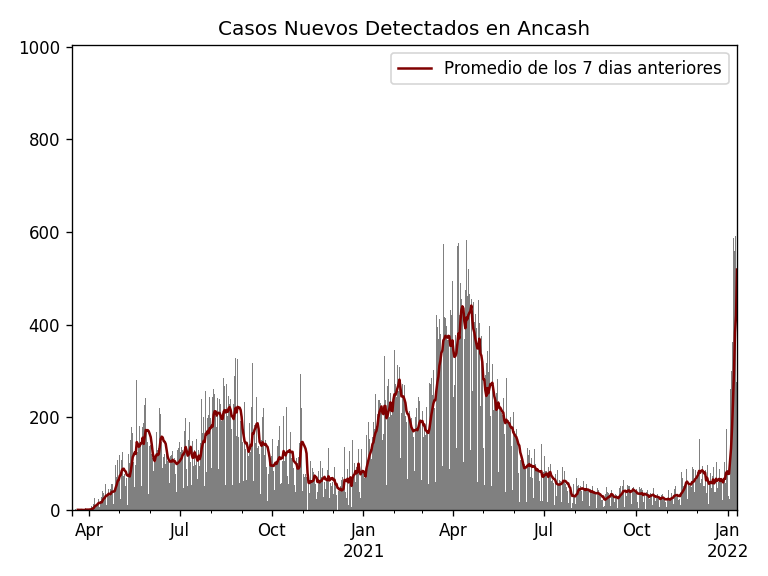 Casos Nuevos Detectados en Ancash
Promedio de los 7 dias anteriores
1000
800
600
400
200
0
Apr Jul Oct Jan Apr Jul Oct Jan
2021 2022